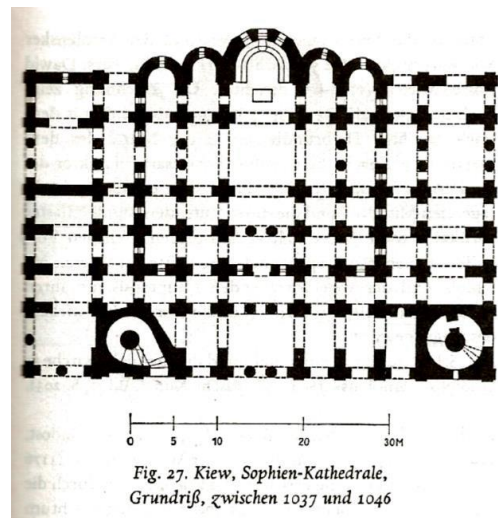 0 5 10 20 30M
Fig. 27. Kiew, Sophien-Kathedrale,
Grundriß, zwischen 1037 und 1046